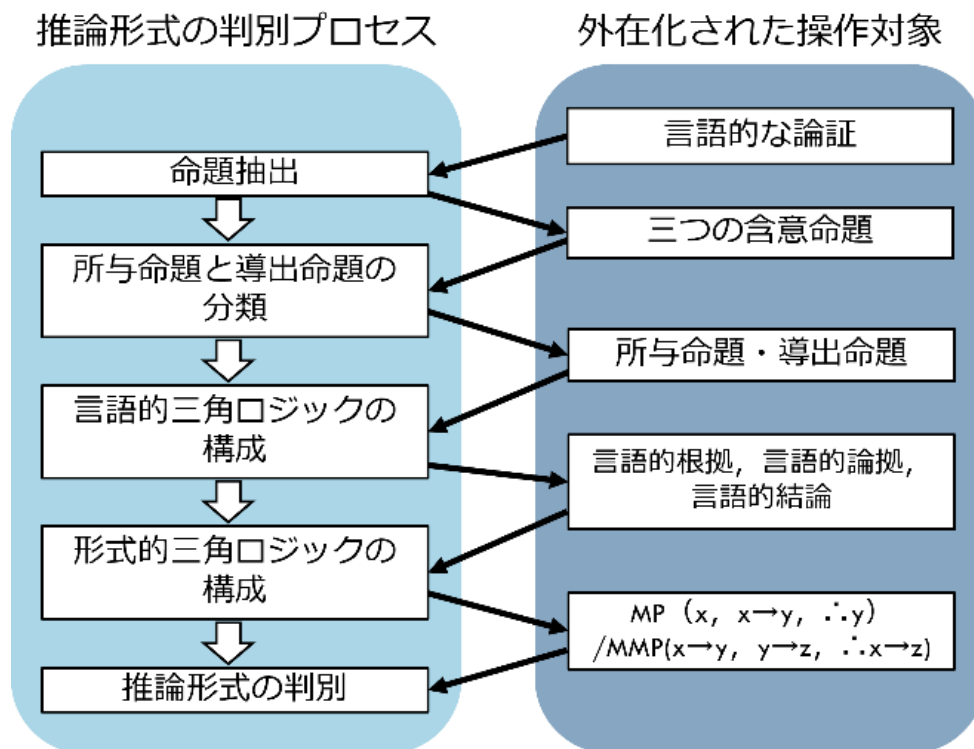 推論形式の判別プロセス
外在化された操作対象
言語的な論証
命題抽出
三つの含意命題
所与命題と導出命題の
分類
所与命題・導出命題
言語的三角ロジックの
構成
言語的根拠，言語的論拠，
言語的結論
形式的三角ロジックの
構成
MP（x，x→y，∴y）
/MMP(x→y，y→z，∴x→z)
推論形式の判別